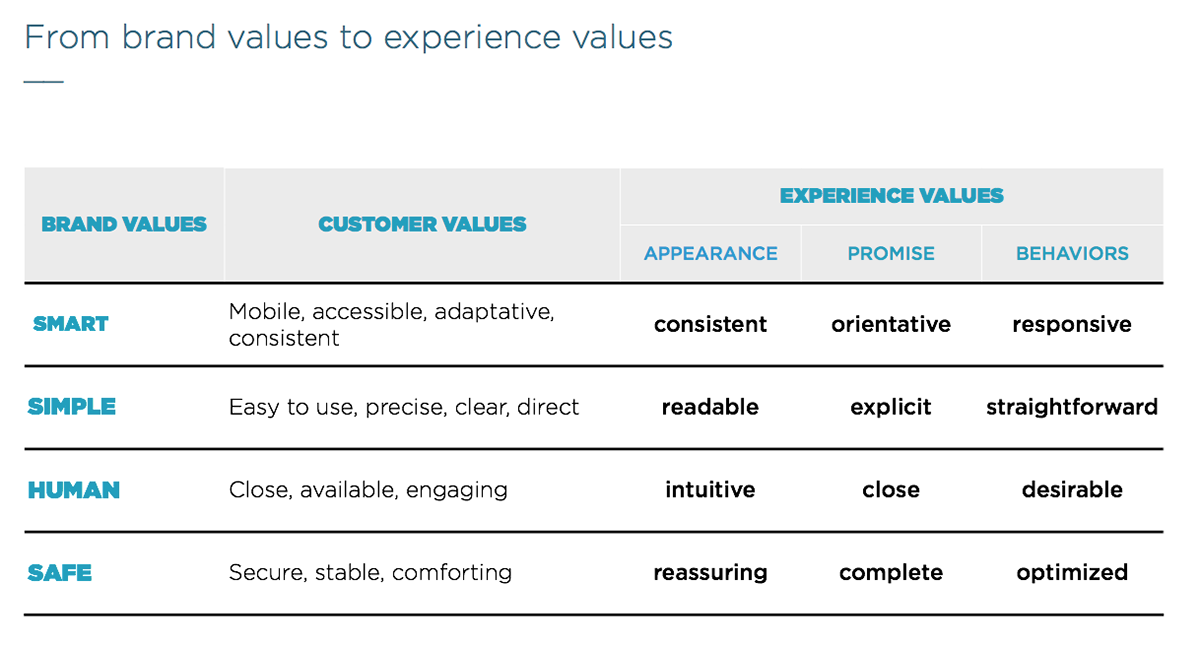 From brand values to experience values
BRAND VALUES
CUSTOMER VALUES
EXPERIENCE VALUES
APPEARANCE
PROMISE
BEHAVIORS
SMART
Mobile, accessible, adaptative,
consistent
consistent
orientative
responsive
SIMPLE
Easy to use, precise, clear, direct
readable
explicit
straightforward
HUMAN
Close, available, engaging
intuitive
close
desirable
SAFE
Secure, stable, comforting
reassuring
complete
optimized